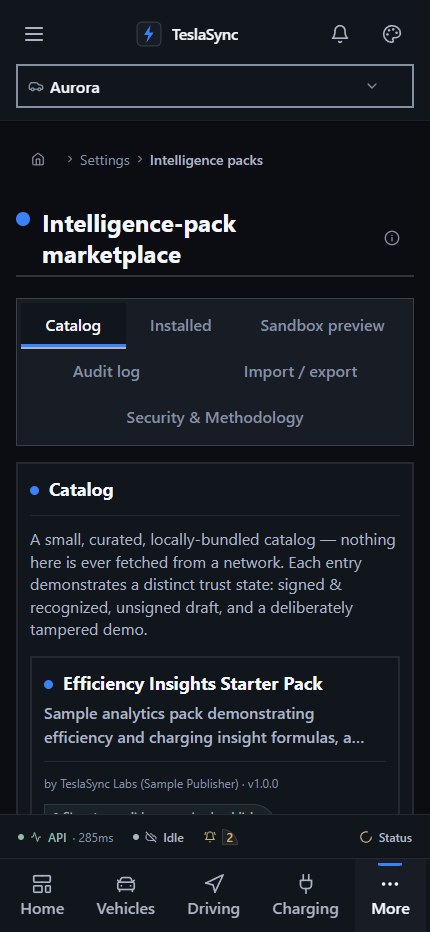 TeslaSync
Aurora
Settings
Intelligence packs
Intelligence-pack
marketplace
Catalog
Installed
Sandbox preview
Audit log
Import / export
Security & Methodology
Catalog
A small, curated, locally-bundled catalog — nothing
here is ever fetched from a network. Each entry
demonstrates a distinct trust state: signed &
recognized, unsigned draft, and a deliberately
tampered demo.
Efficiency Insights Starter Pack
Sample analytics pack demonstrating
efficiency and charging insight formulas, a...
by TeslaSync Labs (Sample Publisher) · v1.0.0
API · 285ms
Idle
2
Status
Home
Vehicles
Driving
Charging
More